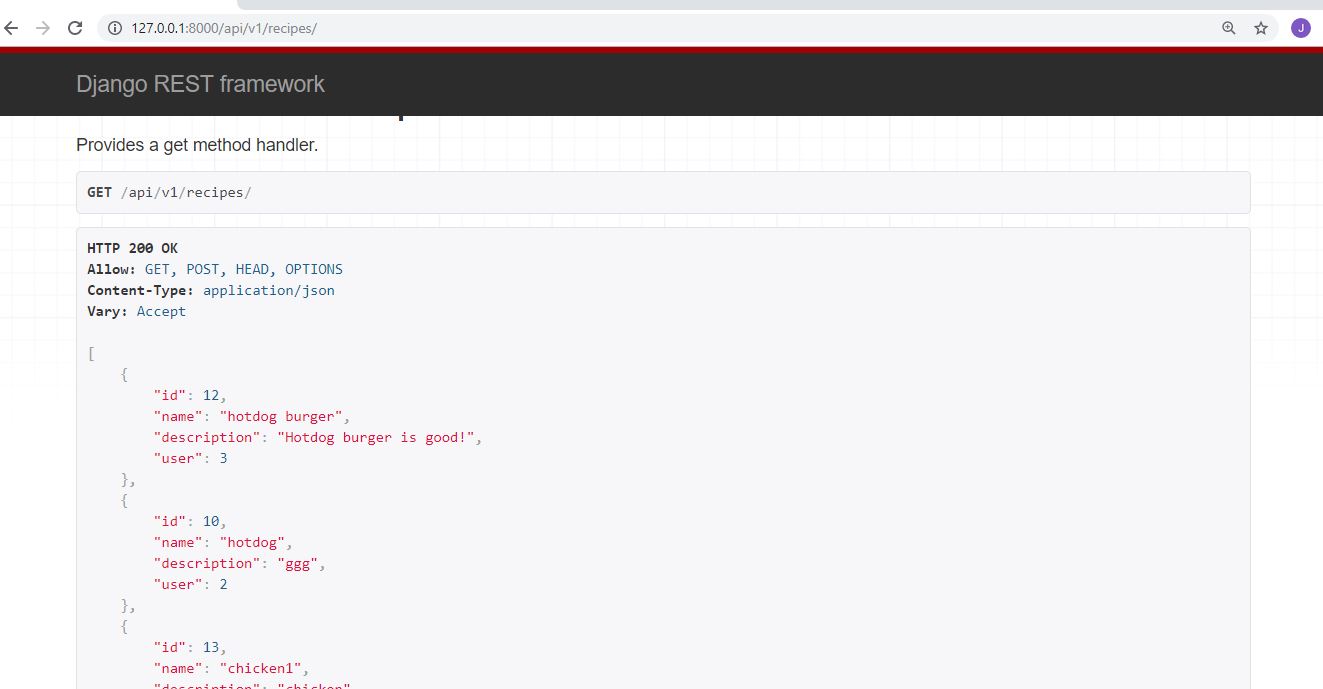 127.0.0.1:8000/api/v1/recipes/
J
Django REST framework
Provides a get method handler.
GET /api/v1/recipes/
HTTP 200 OK
Allow: GET, POST, HEAD, OPTIONS
Content-Type: application/json
Vary: Accept
[
{
"id": 12,
"name": "hotdog burger",
"description": "Hotdog burger is good!",
"user": 3
},
{
"id": 10,
"name": "hotdog",
"description": "ggg",
"user": 2
},
{
"id": 13,
"name": "chicken1",
"description": "chicken"